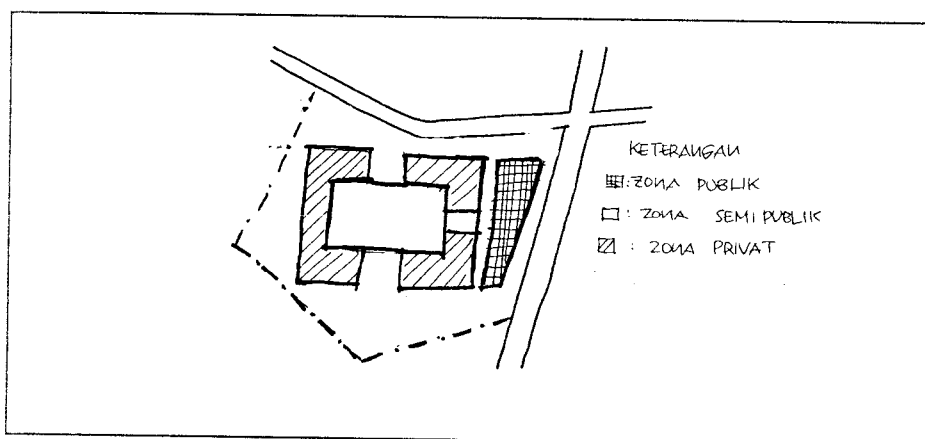 KETERANGAN
: ZONA PUBLIK
: ZONA SEMI PUBLIK
: ZONA PRIVAT